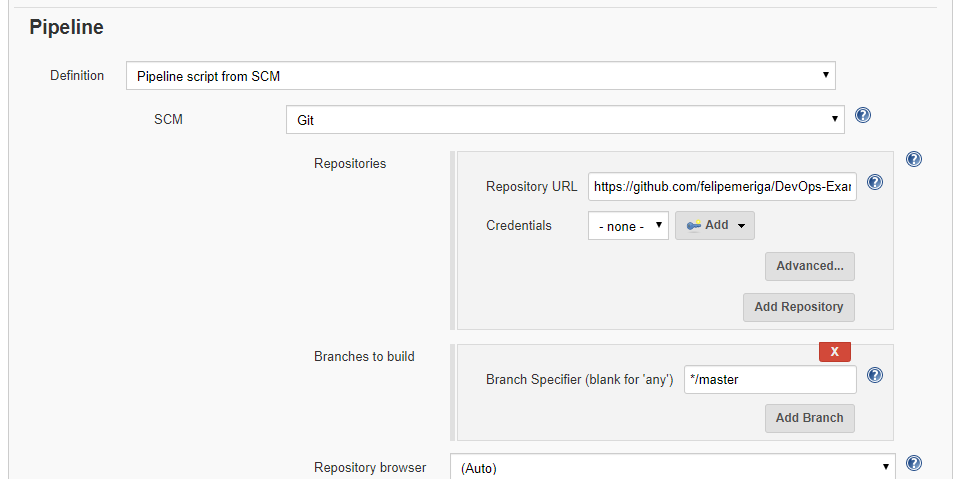 Pipeline
Definition Pipeline script from SCM
SCM Git
Repositories
Repository URL https://github.com/felipemeriga/DevOps-Exar
Credentials - none - Add
Advanced...
Add Repository
Branches to build X
Branch Specifier (blank for 'any') */master
Add Branch
Repository browser (Auto)